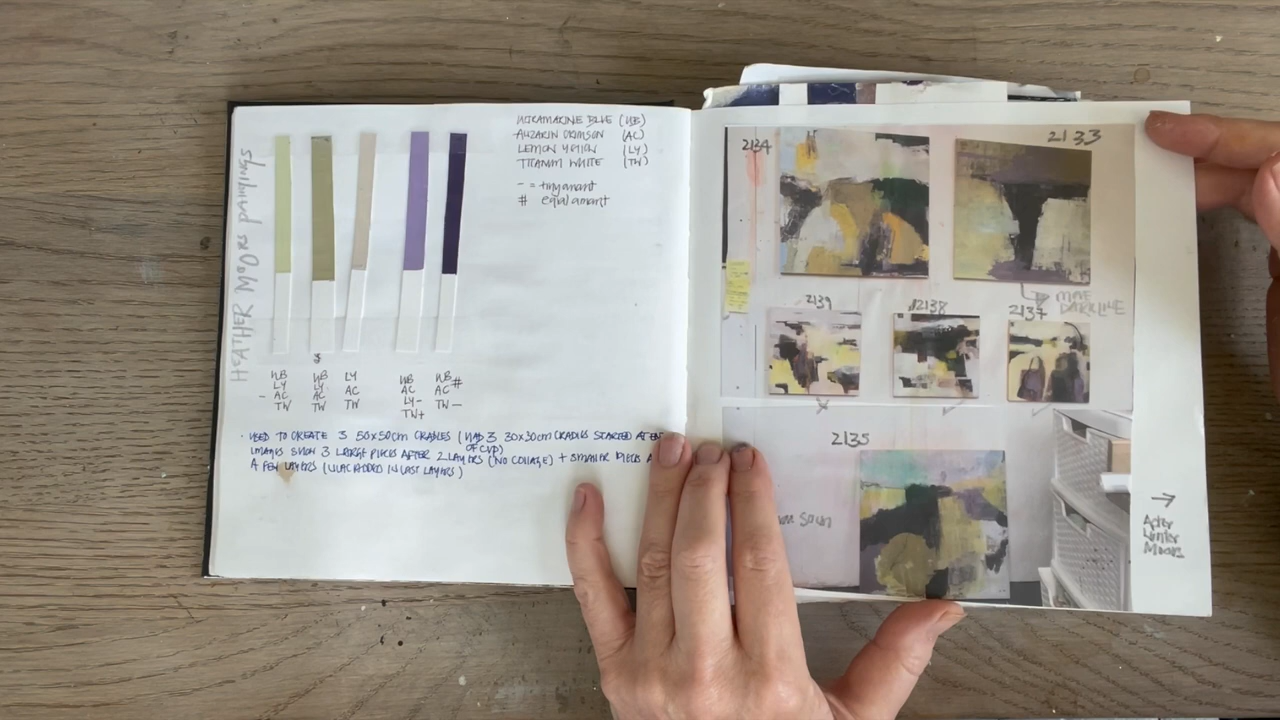 HEATHER MOORS paintings
ULTRAMARINE BLUE (UB)
ALIZARIN CRIMSON (AC)
LEMON YELLOW (LY)
TITANIUM WHITE (TW)
- = tiny amount
# equal amount
UB
LY
- AC
TW
UB
LY
AC
TW
LY
AC
TW
UB
AC
LY-
TW+
UB
AC #
TW-
· USED TO CREATE 3 50x50cm CRADLES (HAD 3 30x30cm CRADLES STARTED AT EN
OF CVP)
IMAGES SHOW 3 LARGE PIECES AFTER 2 LAYERS (NO COLLAGE) + SMALLER PIECES A
A FEW LAYERS (LILAC ADDED IN LAST LAYERS)
2134
2133
MORE
DARK LINE
2139
2138
2137
2135
→
After
Winter
Moors